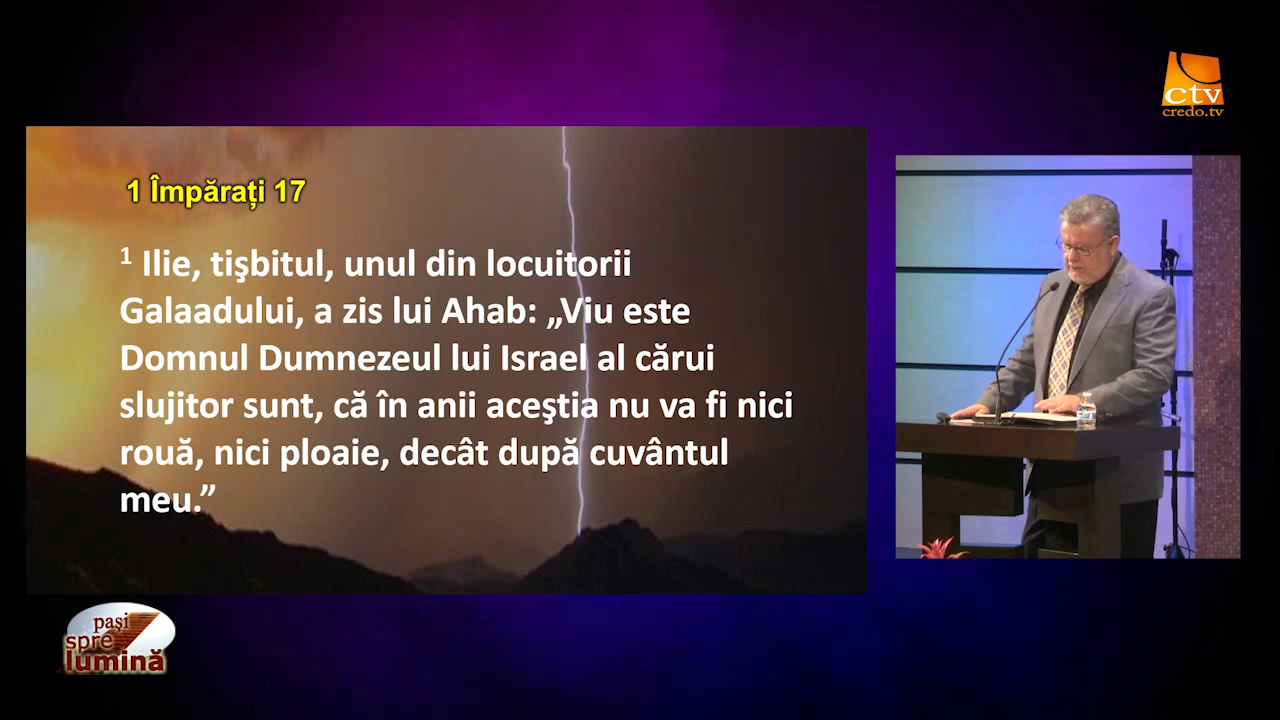 ctv
credo.tv
1 Împărați 17
1 Ilie, tişbitul, unul din locuitorii
Galaadului, a zis lui Ahab: „Viu este
Domnul Dumnezeul lui Israel al cărui
slujitor sunt, că în anii aceştia nu va fi nici
rouă, nici ploaie, decât după cuvântul
meu.”
paşi
spre
lumină